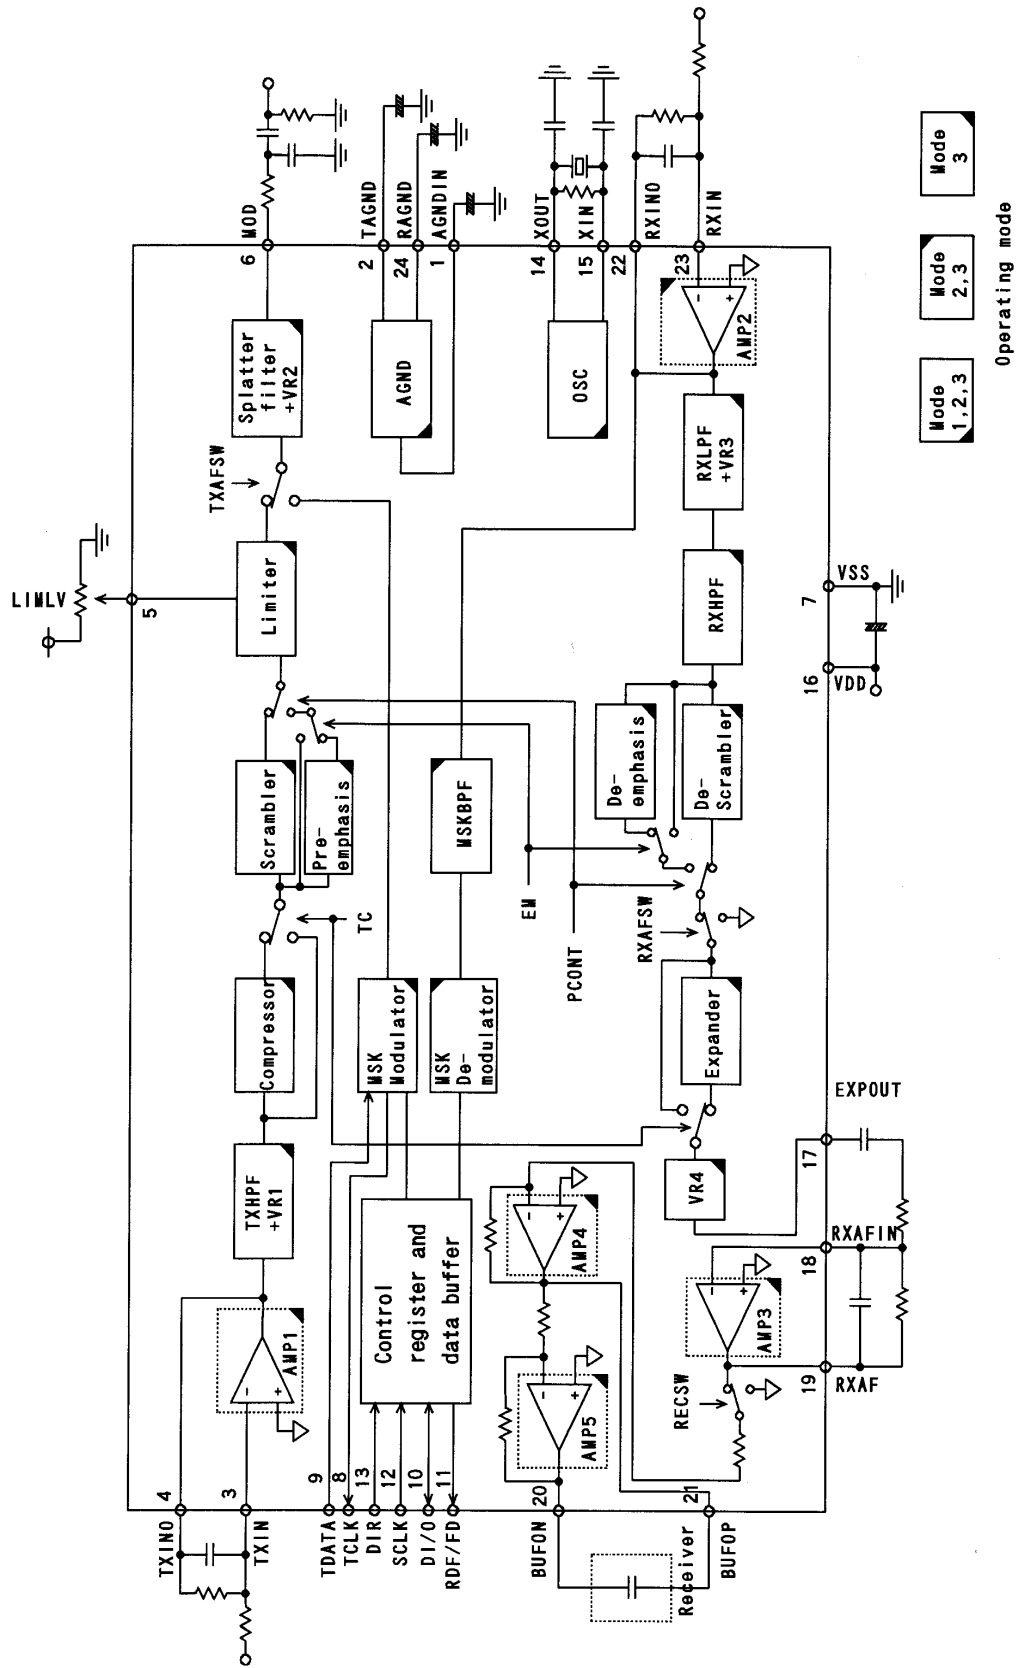 LIMLV
5
MOD
6
TAGND
2
RAGND
24
AGNDIN
1
XOUT
14
XIN
15
RXINO
22
RXIN
23
Splatter
filter
+VR2
AGND
OSC
AMP2
-
+
TXAFSW
Limiter
RXLPF
+VR3
RXHPF
Scrambler
Pre-
emphasis
MSKBPF
De-
emphasis
De-
Scrambler
TC
EM
PCONT
RXAFSW
Compressor
MSK
Modulator
MSK
De-
modulator
Expander
TXHPF
+VR1
Control
register and
data buffer
VR4
AMP1
-
+
AMP4
-
+
AMP5
-
+
AMP3
-
+
RECSW
VSS
7
VDD
16
EXPOUT
17
RXAFIN
18
RXAF
19
TXINO
4
TXIN
3
TDATA
9
TCLK
8
DIR
13
SCLK
12
DI/O
10
RDF/FD
11
BUFON
20
BUFOP
21
Receiver
Mode
1,2,3
Mode
2,3
Mode
3
Operating mode